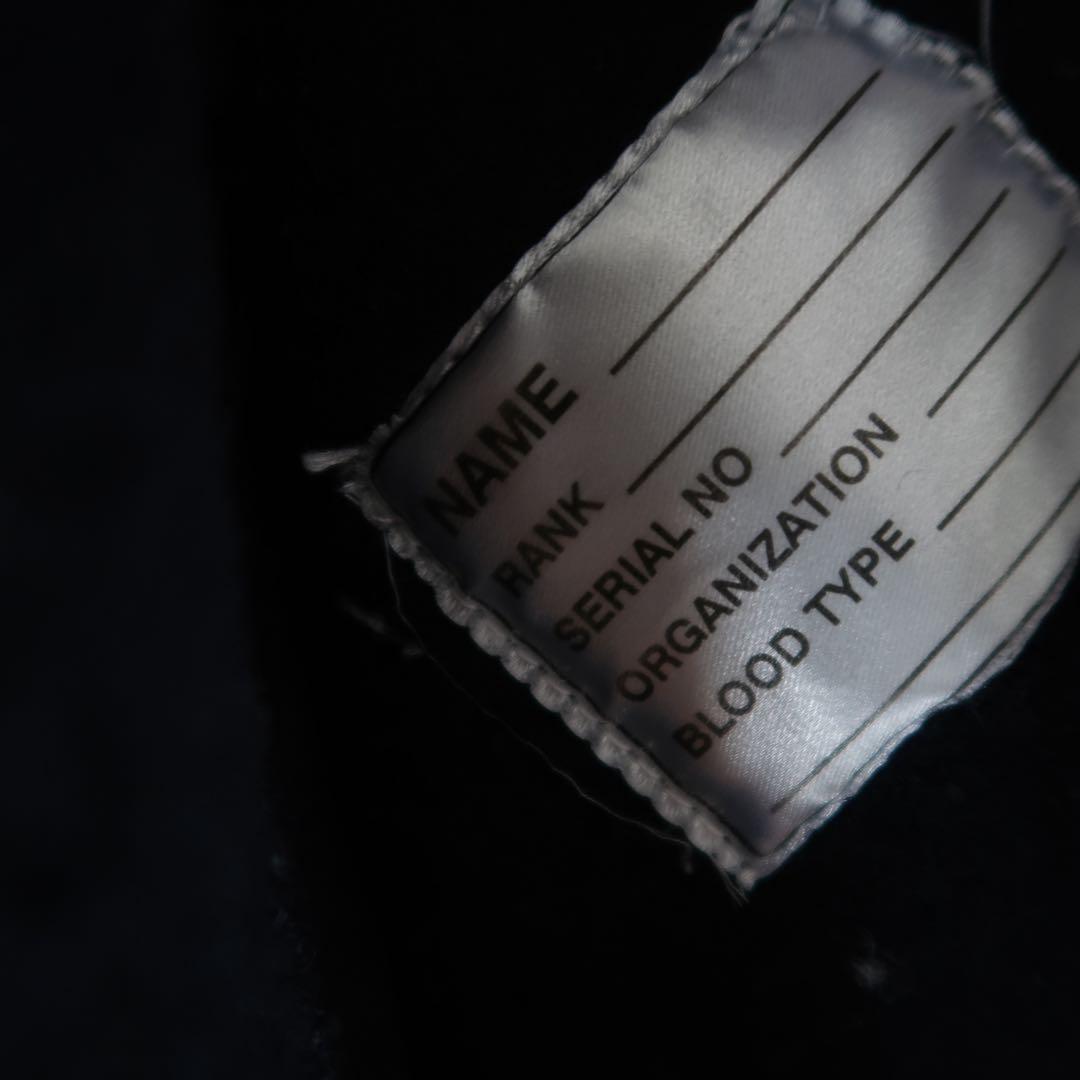 NAME
RANK
SERIAL NO
ORGANIZATION
BLOOD TYPE